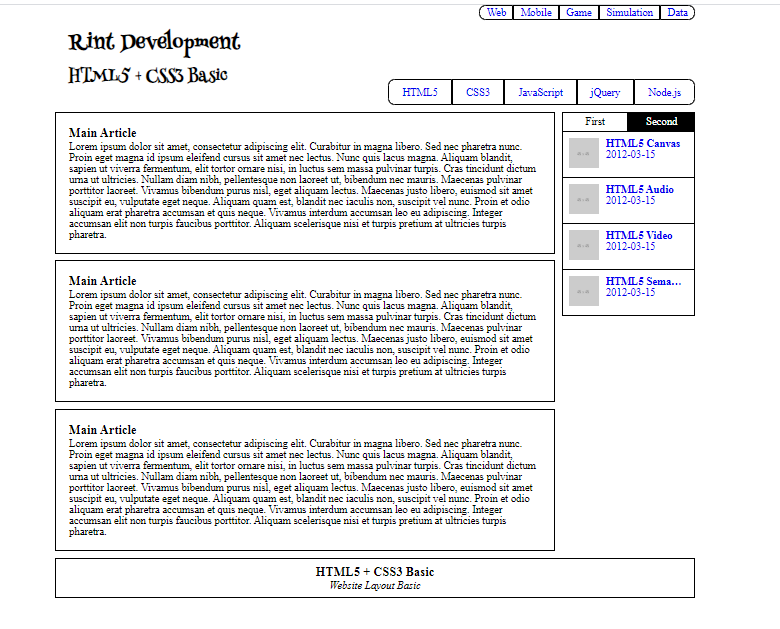 Web Mobile Game Simulation Data
Rint Development
HTML5 + CSS3 Basic
HTML5 CSS3 JavaScript jQuery Node.js
Main Article
Lorem ipsum dolor sit amet, consectetur adipiscing elit. Curabitur in magna libero. Sed nec pharetra nunc.
Proin eget magna id ipsum eleifend cursus sit amet nec lectus. Nunc quis lacus magna. Aliquam blandit,
sapien ut viverra fermentum, elit tortor ornare nisi, in luctus sem massa pulvinar turpis. Cras tincidunt dictum
urna ut ultricies. Nullam diam nibh, pellentesque non laoreet ut, bibendum nec mauris. Maecenas pulvinar
porttitor laoreet. Vivamus bibendum purus nisl, eget aliquam lectus. Maecenas justo libero, euismod sit amet
suscipit eu, vulputate eget neque. Aliquam quam est, blandit nec iaculis non, suscipit vel nunc. Proin et odio
aliquam erat pharetra accumsan et quis neque. Vivamus interdum accumsan leo eu adipiscing. Integer
accumsan elit non turpis faucibus porttitor. Aliquam scelerisque nisi et turpis pretium at ultricies turpis
pharetra.
Main Article
Lorem ipsum dolor sit amet, consectetur adipiscing elit. Curabitur in magna libero. Sed nec pharetra nunc.
Proin eget magna id ipsum eleifend cursus sit amet nec lectus. Nunc quis lacus magna. Aliquam blandit,
sapien ut viverra fermentum, elit tortor ornare nisi, in luctus sem massa pulvinar turpis. Cras tincidunt dictum
urna ut ultricies. Nullam diam nibh, pellentesque non laoreet ut, bibendum nec mauris. Maecenas pulvinar
porttitor laoreet. Vivamus bibendum purus nisl, eget aliquam lectus. Maecenas justo libero, euismod sit amet
suscipit eu, vulputate eget neque. Aliquam quam est, blandit nec iaculis non, suscipit vel nunc. Proin et odio
aliquam erat pharetra accumsan et quis neque. Vivamus interdum accumsan leo eu adipiscing. Integer
accumsan elit non turpis faucibus porttitor. Aliquam scelerisque nisi et turpis pretium at ultricies turpis
pharetra.
Main Article
Lorem ipsum dolor sit amet, consectetur adipiscing elit. Curabitur in magna libero. Sed nec pharetra nunc.
Proin eget magna id ipsum eleifend cursus sit amet nec lectus. Nunc quis lacus magna. Aliquam blandit,
sapien ut viverra fermentum, elit tortor ornare nisi, in luctus sem massa pulvinar turpis. Cras tincidunt dictum
urna ut ultricies. Nullam diam nibh, pellentesque non laoreet ut, bibendum nec mauris. Maecenas pulvinar
porttitor laoreet. Vivamus bibendum purus nisl, eget aliquam lectus. Maecenas justo libero, euismod sit amet
suscipit eu, vulputate eget neque. Aliquam quam est, blandit nec iaculis non, suscipit vel nunc. Proin et odio
aliquam erat pharetra accumsan et quis neque. Vivamus interdum accumsan leo eu adipiscing. Integer
accumsan elit non turpis faucibus porttitor. Aliquam scelerisque nisi et turpis pretium at ultricies turpis
pharetra.
First Second
HTML5 Canvas
2012-03-15
HTML5 Audio
2012-03-15
HTML5 Video
2012-03-15
HTML5 Sema...
2012-03-15
HTML5 + CSS3 Basic
Website Layout Basic